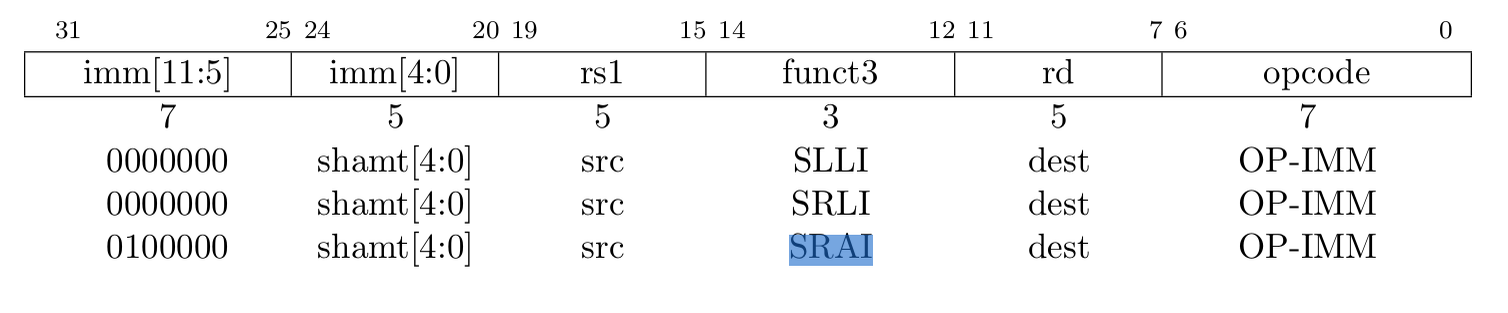 31 25 24 20 19 15 14 12 11 7 6 0
imm[11:5] imm[4:0] rs1 funct3 rd opcode
7 5 5 3 5 7
0000000 shamt[4:0] src SLLI dest OP-IMM
0000000 shamt[4:0] src SRLI dest OP-IMM
0100000 shamt[4:0] src SRAI dest OP-IMM